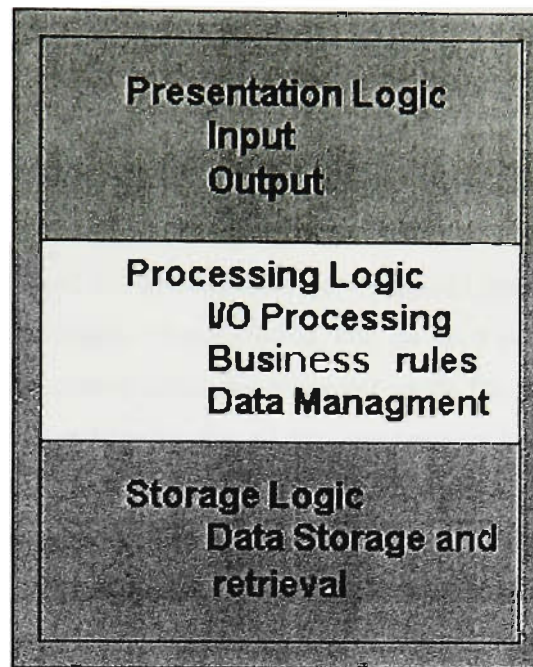 Presentation Logic
Input
Output
Processing Logic
I/O Processing
Business rules
Data Managment
Storage Logic
Data Storage and
retrieval